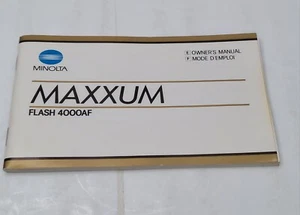 MINOLTA
E OWNER'S MANUAL
F MODE D'EMPLOI
MAXXUM
FLASH 4000AF